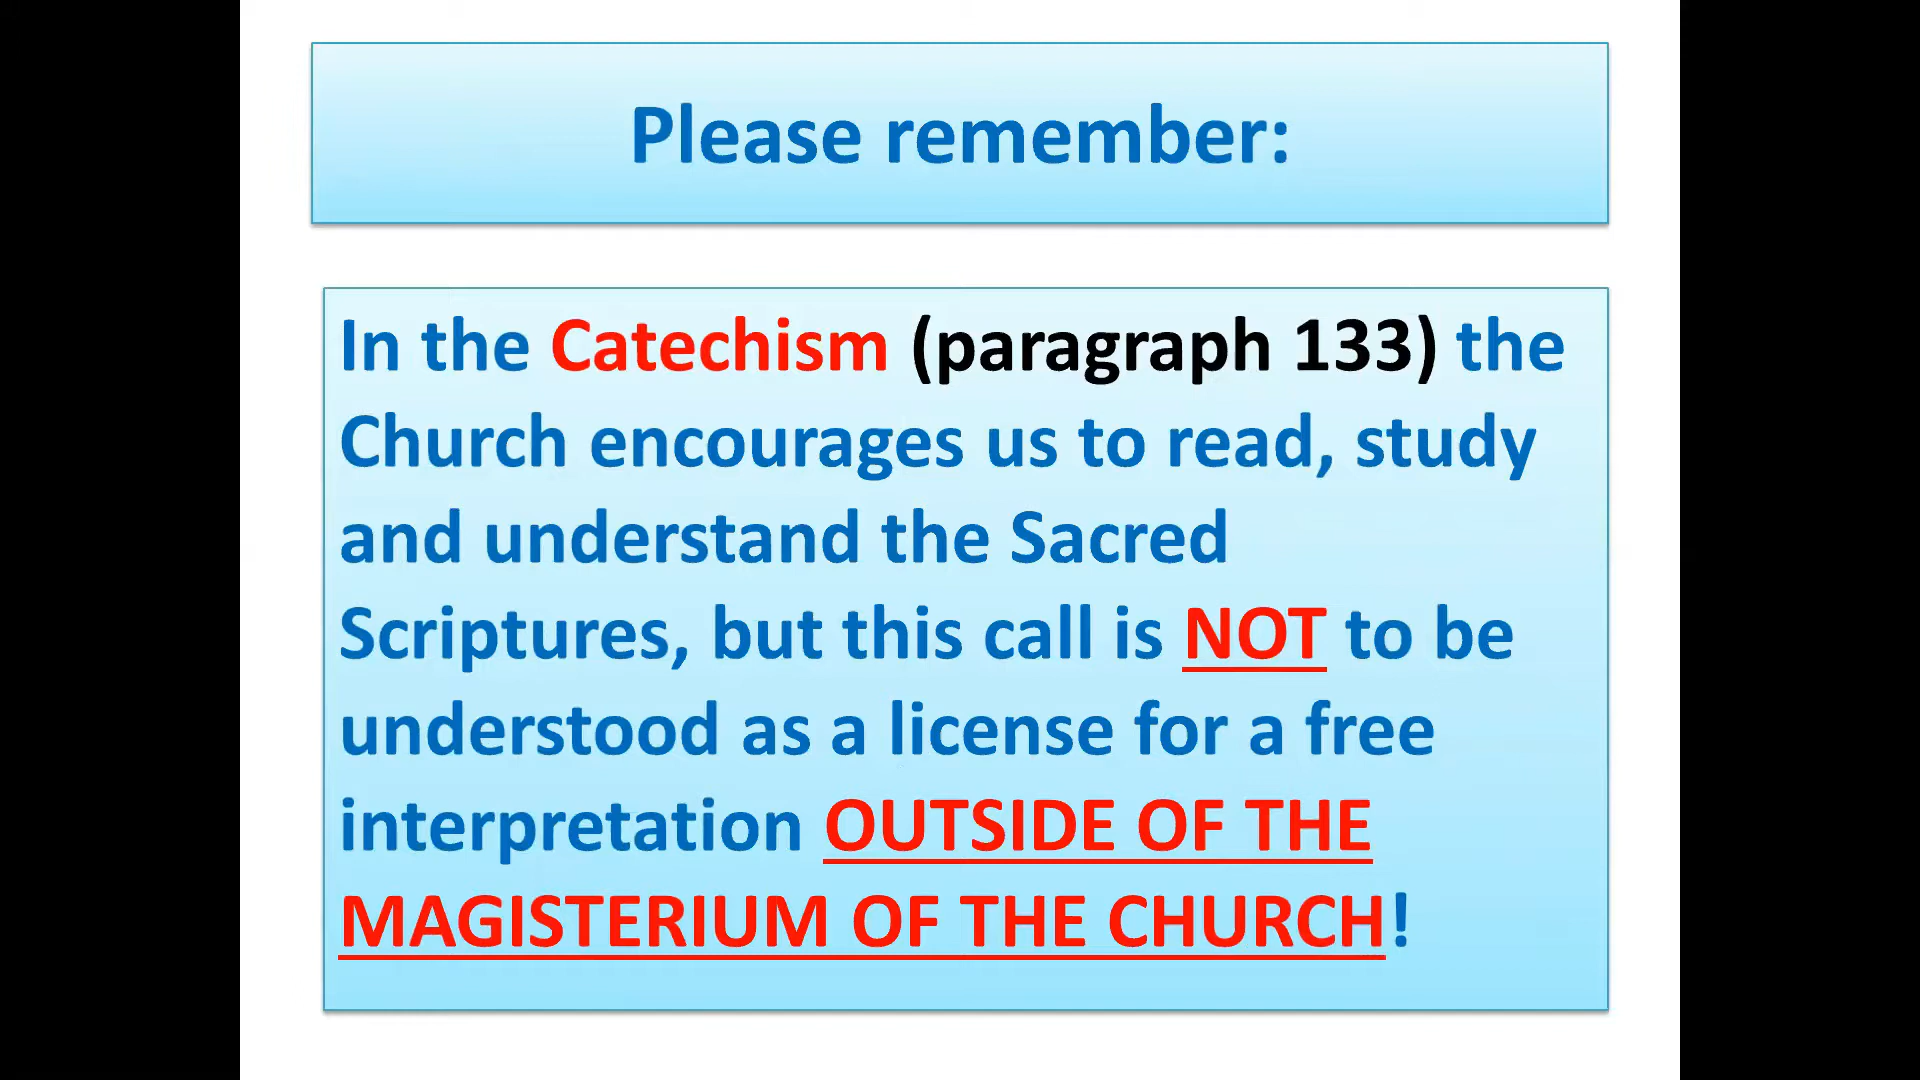 Please remember:
In the Catechism (paragraph 133) the
Church encourages us to read, study
and understand the Sacred
Scriptures, but this call is NOT to be
understood as a license for a free
interpretation OUTSIDE OF THE
MAGISTERIUM OF THE CHURCH!